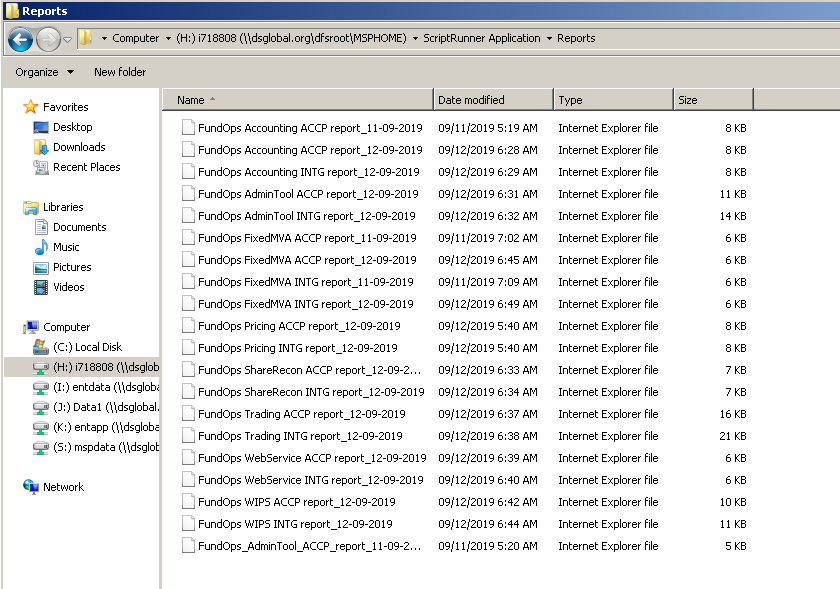 Reports
Computer (H:) i718808 (\\dsglobal.org\dfsroot\MSPHOME) ScriptRunner Application Reports
Organize New folder
Favorites
Desktop
Downloads
Recent Places
Libraries
Documents
Music
Pictures
Videos
Computer
(C:) Local Disk
(H:) i718808 (\\dsglob
(I:) entdata (\\dsgloba
(J:) Data1 (\\dsglobal.
(K:) entapp (\\dsgloba
(S:) mspdata (\\dsglob
Network
Name Date modified Type Size
FundOps Accounting ACCP report_11-09-2019 09/11/2019 5:19 AM Internet Explorer file 8 KB
FundOps Accounting ACCP report_12-09-2019 09/12/2019 6:28 AM Internet Explorer file 8 KB
FundOps Accounting INTG report_12-09-2019 09/12/2019 6:29 AM Internet Explorer file 8 KB
FundOps AdminTool ACCP report_12-09-2019 09/12/2019 6:31 AM Internet Explorer file 11 KB
FundOps AdminTool INTG report_12-09-2019 09/12/2019 6:32 AM Internet Explorer file 14 KB
FundOps FixedMVA ACCP report_11-09-2019 09/11/2019 7:02 AM Internet Explorer file 6 KB
FundOps FixedMVA ACCP report_12-09-2019 09/12/2019 6:45 AM Internet Explorer file 6 KB
FundOps FixedMVA INTG report_11-09-2019 09/11/2019 7:09 AM Internet Explorer file 6 KB
FundOps FixedMVA INTG report_12-09-2019 09/12/2019 6:49 AM Internet Explorer file 6 KB
FundOps Pricing ACCP report_12-09-2019 09/12/2019 5:40 AM Internet Explorer file 8 KB
FundOps Pricing INTG report_12-09-2019 09/12/2019 5:40 AM Internet Explorer file 8 KB
FundOps ShareRecon ACCP report_12-09-2... 09/12/2019 6:33 AM Internet Explorer file 7 KB
FundOps ShareRecon INTG report_12-09-2019 09/12/2019 6:34 AM Internet Explorer file 7 KB
FundOps Trading ACCP report_12-09-2019 09/12/2019 6:37 AM Internet Explorer file 16 KB
FundOps Trading INTG report_12-09-2019 09/12/2019 6:38 AM Internet Explorer file 21 KB
FundOps WebService ACCP report_12-09-2019 09/12/2019 6:39 AM Internet Explorer file 6 KB
FundOps WebService INTG report_12-09-2019 09/12/2019 6:40 AM Internet Explorer file 6 KB
FundOps WIPS ACCP report_12-09-2019 09/12/2019 6:42 AM Internet Explorer file 10 KB
FundOps WIPS INTG report_12-09-2019 09/12/2019 6:44 AM Internet Explorer file 11 KB
FundOps_AdminTool_ACCP_report_11-09-2... 09/11/2019 5:20 AM Internet Explorer file 5 KB